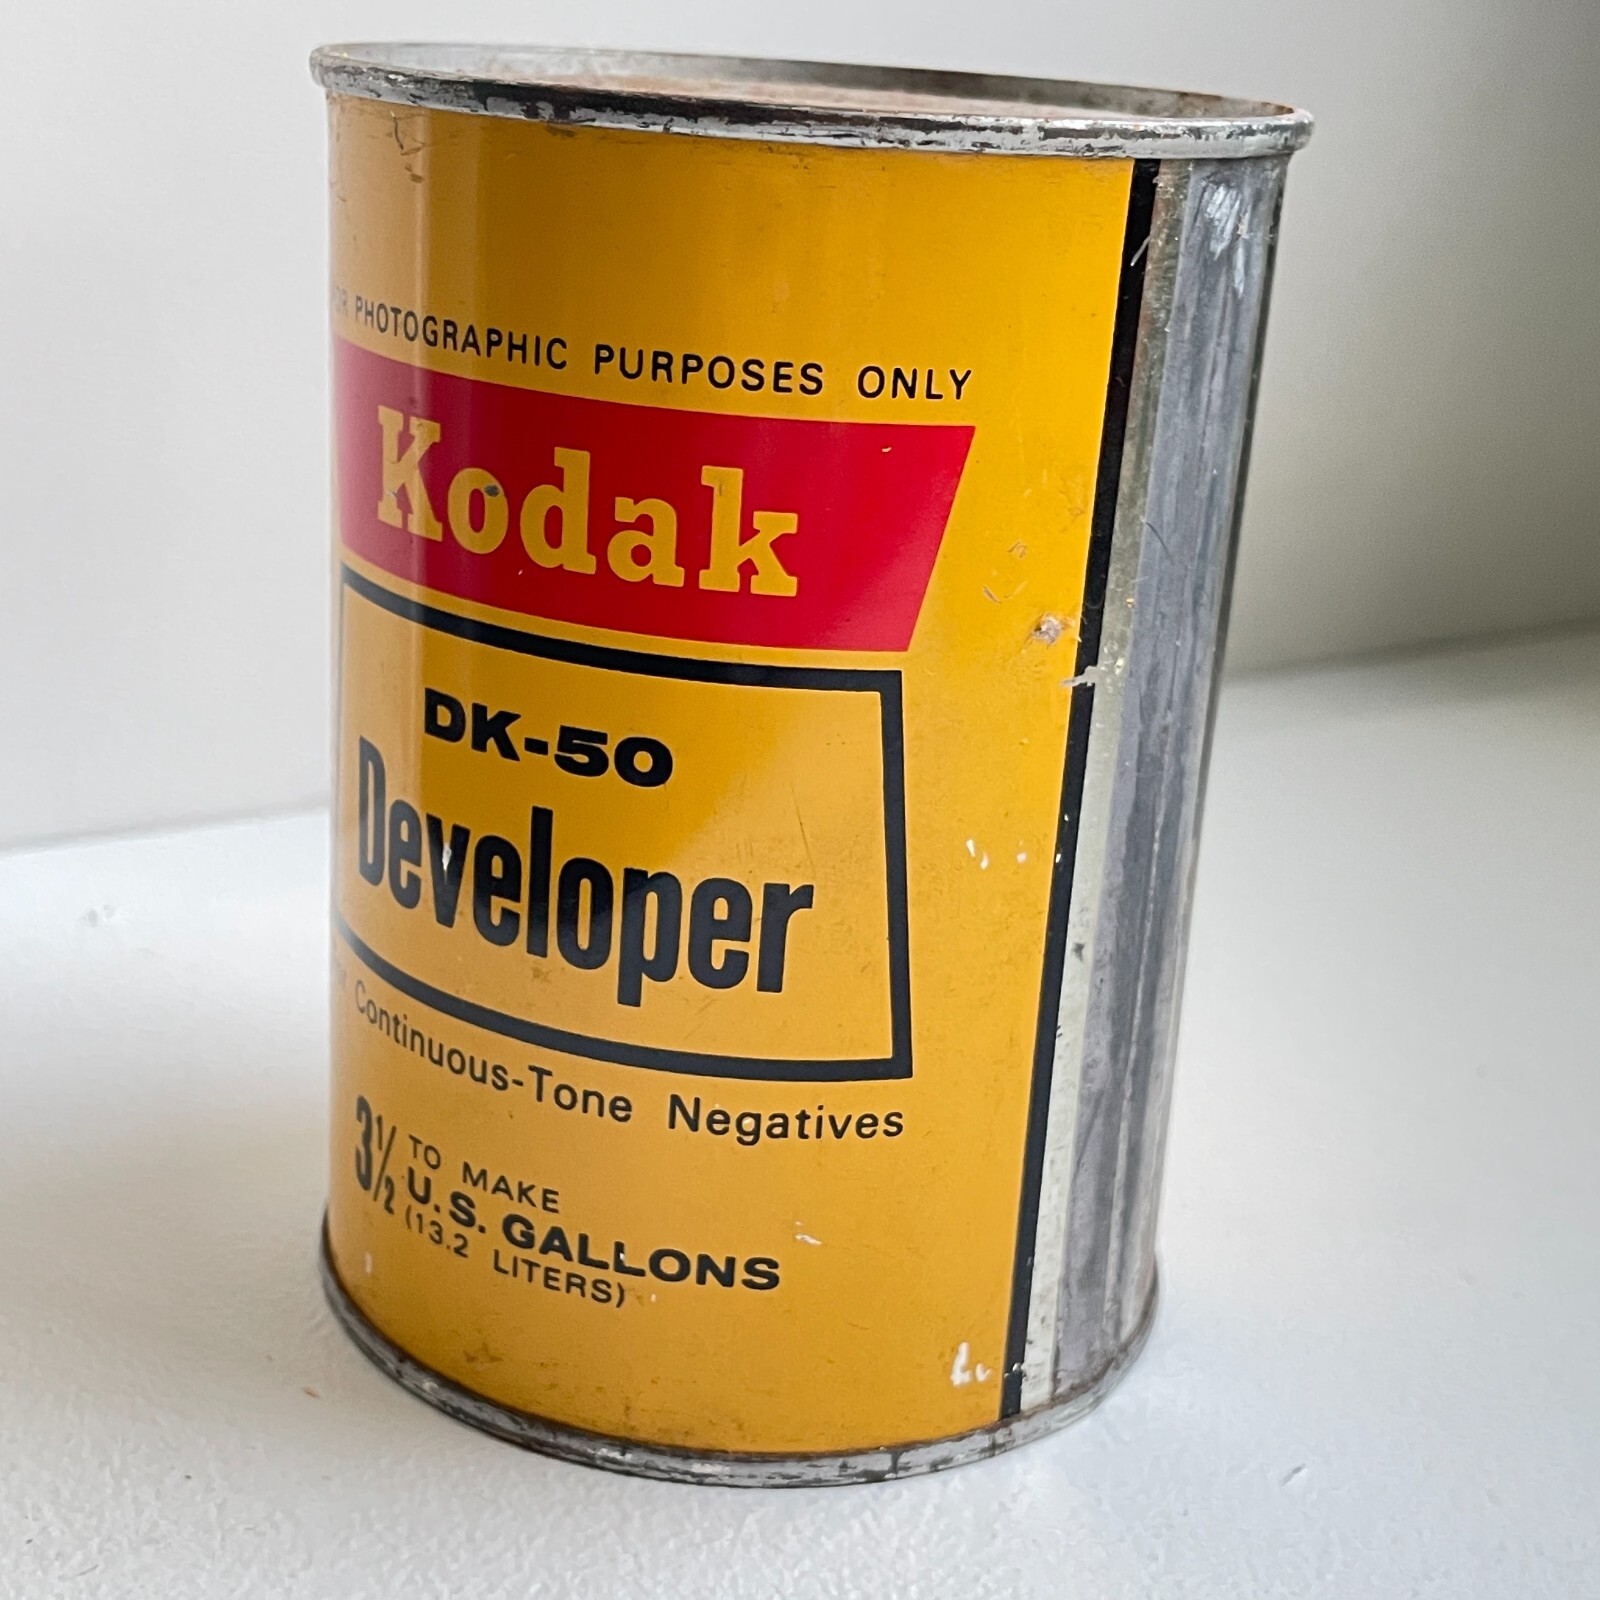 PHOTOGRAPHIC PURPOSES ONLY
Kodak
DK-50
Developer
Continuous-Tone Negatives
3½ TO MAKE
U.S. GALLONS
(13.2 LITERS)